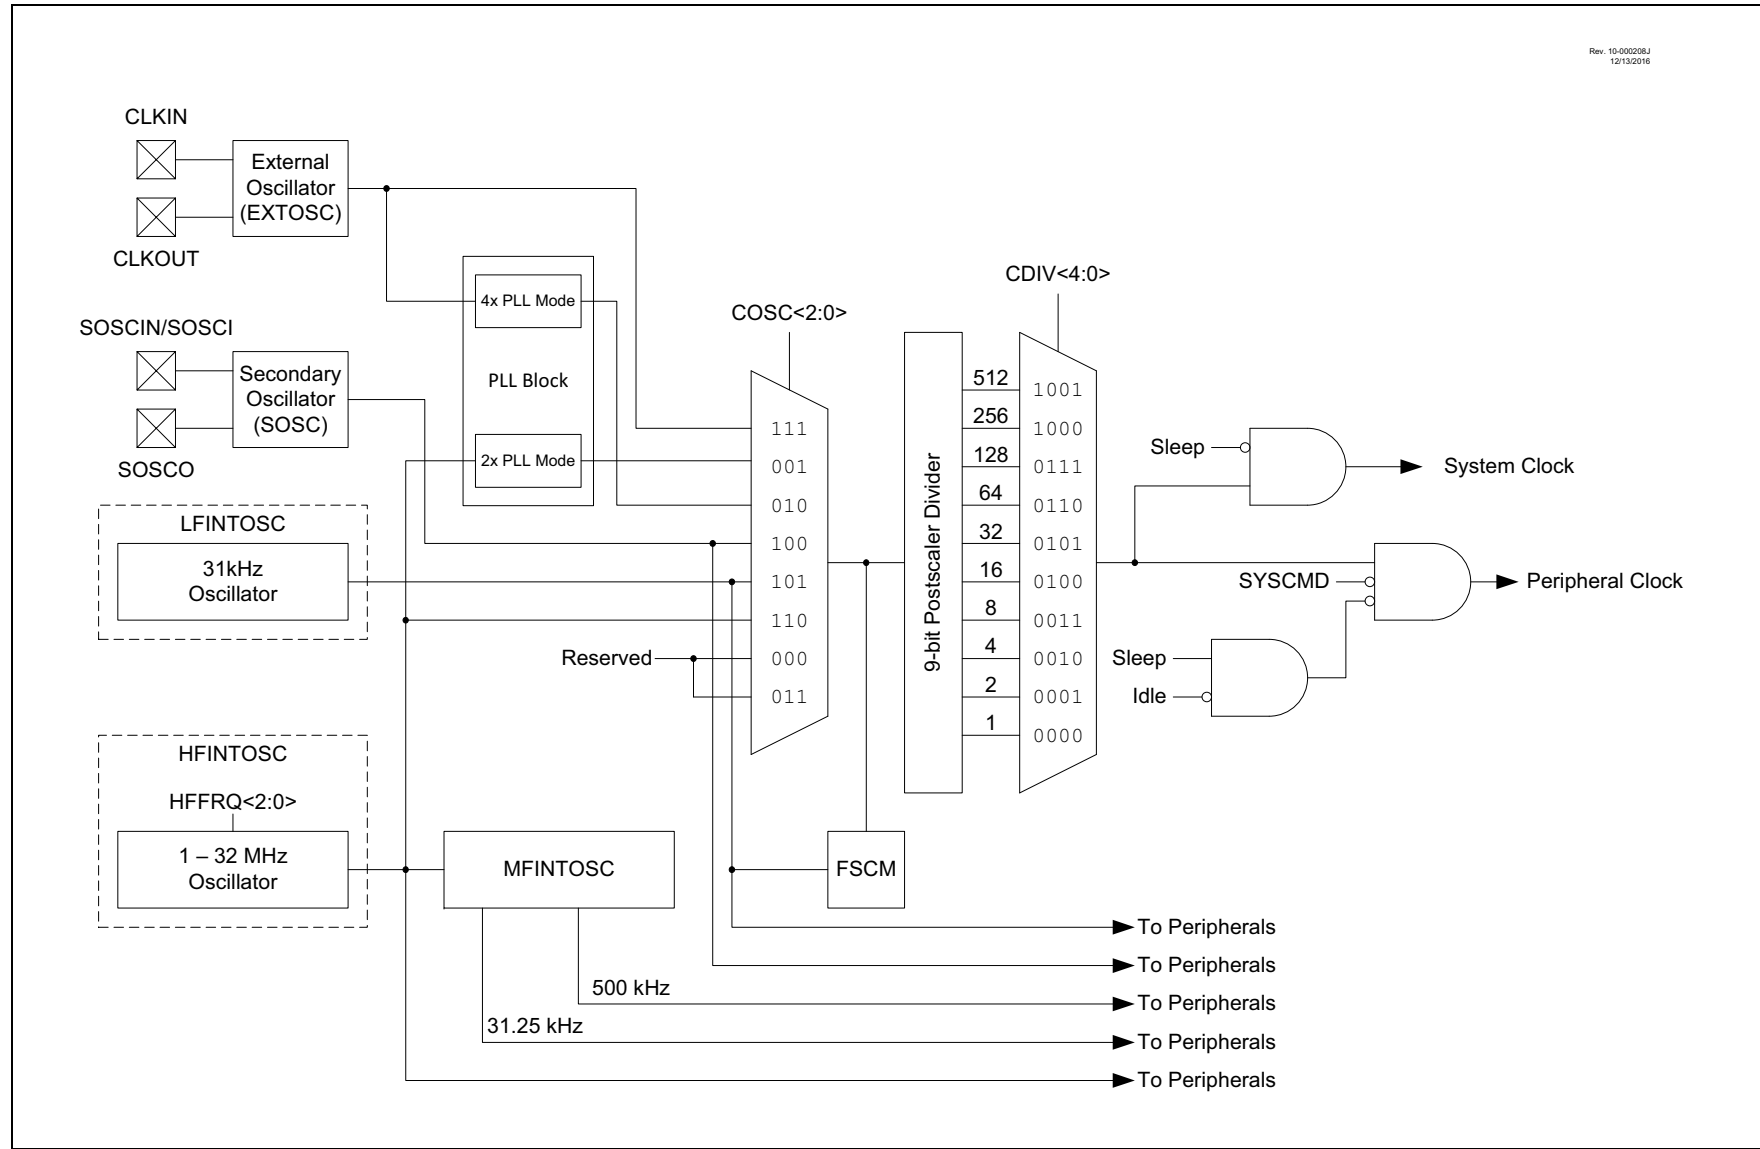 Rev. 10-000208J
12/13/2016
CLKIN
External
Oscillator
(EXTOSC)
CLKOUT
SOSCIN/SOSCI
Secondary
Oscillator
(SOSC)
SOSCO
4x PLL Mode
PLL Block
2x PLL Mode
LFINTOSC
31kHz
Oscillator
HFINTOSC
HFFRQ<2:0>
1 – 32 MHz
Oscillator
MFINTOSC
FSCM
Reserved
COSC<2:0>
111
001
010
100
101
110
000
011
9-bit Postscaler Divider
CDIV<4:0>
512 1001
256 1000
128 0111
64 0110
32 0101
16 0100
8 0011
4 0010
2 0001
1 0000
Sleep
System Clock
SYSCMD
Peripheral Clock
Sleep
Idle
To Peripherals
To Peripherals
500 kHz
To Peripherals
31.25 kHz
To Peripherals
To Peripherals